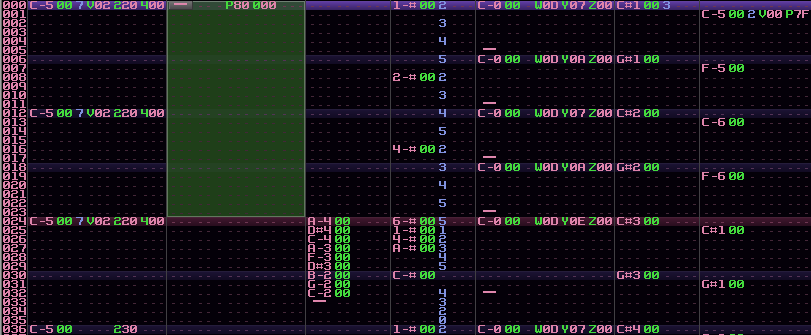 000 C-5 00 7 V02 220 400 P80 000 1-# 00 2 C-0 00 W0D Y07 Z00 C#1 00 3
001 C-5 00 2 V00 P7F
002 3
003
004 4
005
006 5 C-0 00 W0D Y0A Z00 G#1 00
007 F-5 00
008 2-# 00 2
009
010 3
011
012 C-5 00 7 V02 220 400 4 C-0 00 W0D Y07 Z00 C#2 00
013 C-6 00
014 5
015
016 4-# 00 2
017
018 3 C-0 00 W0D Y0A Z00 G#2 00
019 F-6 00
020 4
021
022 5
023
024 C-5 00 7 V02 220 400 A-4 00 6-# 00 5 C-0 00 W0D Y0E Z00 C#3 00
025 D#4 00 1-# 00 1 C#1 00
026 C-4 00 4-# 00 2
027 A-3 00 A-# 00 3
028 F-3 00 4
029 D#3 00 5
030 B-2 00 C-# 00 G#3 00
031 G-2 00 G#1 00
032 C-2 00 4
033 3
034 2
035 0
036 C-5 00 230 1-# 00 2 C-0 00 W0D Y07 Z00 C#4 00